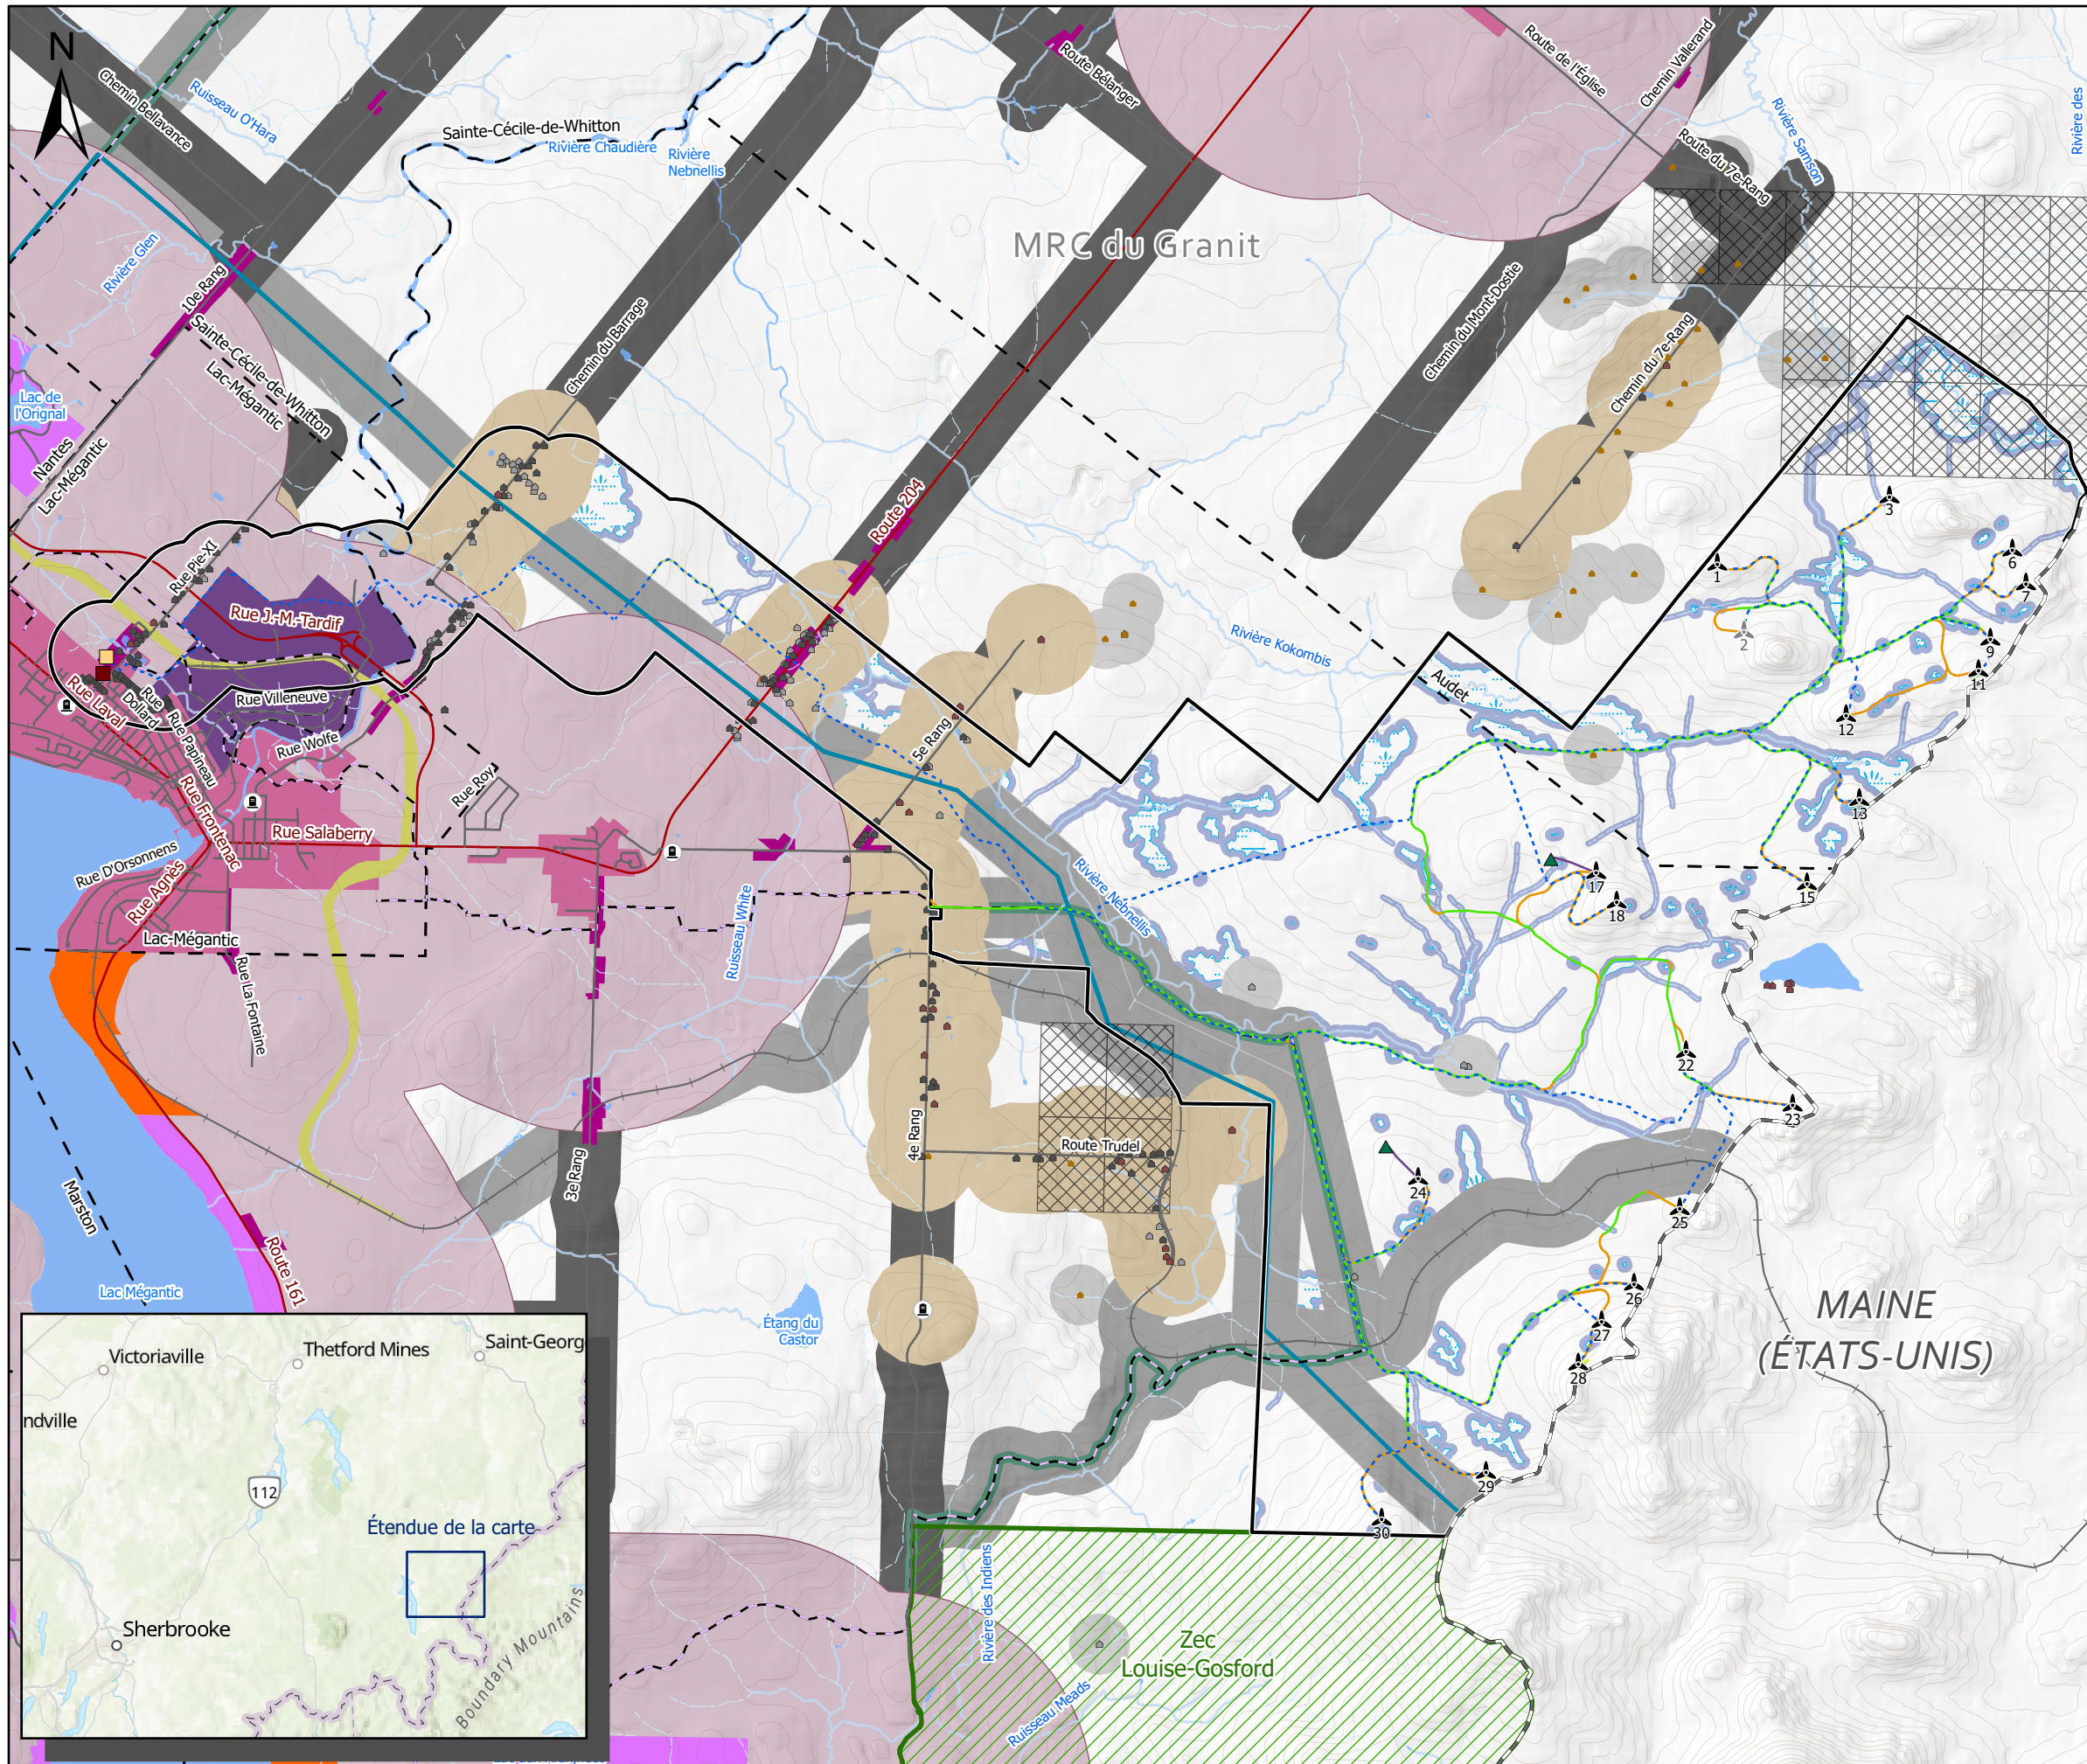 N
Chemin Bellavance
Ruisseau O'Hara
Sainte-Cécile-de-Whitton
Rivière Chaudière
Rivière
Nebnellis
Route Bélanger
Route de l'Église
Chemin Vallerand
Route du 7e-Rang
Rivière Samson
Rivière des
MRC du Granit
Rivière Glen
10e Rang
Sainte-Cécile-de-Whitton
Lac-Mégantic
Chemin du Barrage
Chemin du Mont-Dostie
Chemin du 7e-Rang
Lac de
l'Orignal
Nantes
Lac-Mégantic
Route 204
Rue Pie-XI
Rue J.-M.-Tardif
Rue Villeneuve
Rue Laval
Rue
Dollard
Rue Papineau
Rue Wolfe
Rue Roy
Rue Frontenac
Rue Salaberry
Rue D'Orsonnens
Rue Agnès
Lac-Mégantic
Rue La Fontaine
Rivière Kokombis
Audet
5e Rang
Ruisseau White
Rivière Nebnellis
1
2
3
6
7
9
11
12
13
15
17
18
22
23
24
25
26
27
28
29
30
4e Rang
Route Trudel
3e Rang
Marston
Route 161
Lac Mégantic
Étang du
Castor
MAINE
(ÉTATS-UNIS)
Rivière des Indiens
Zec
Louise-Gosford
Ruisseau Meads
Victoriaville
Thetford Mines
Saint-Georg
ndville
112
Étendue de la carte
Sherbrooke
Boundary Mountains